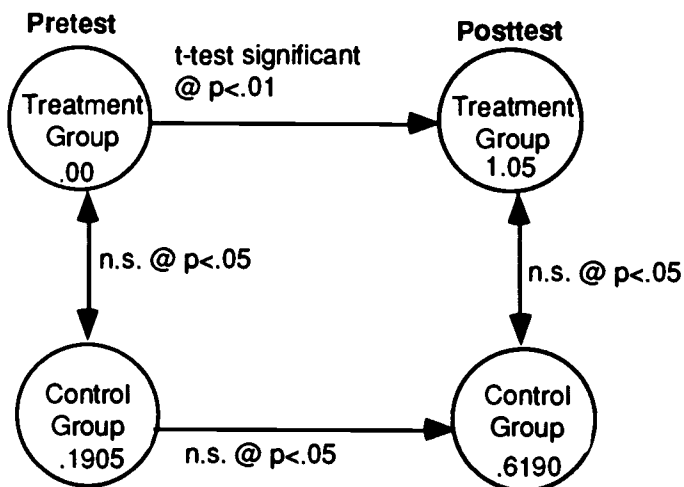 Pretest
Posttest
t-test significant
@ p<.01
Treatment
Group
.00
Treatment
Group
1.05
n.s. @ p<.05
n.s. @ p<.05
Control
Group
.1905
n.s. @ p<.05
Control
Group
.6190